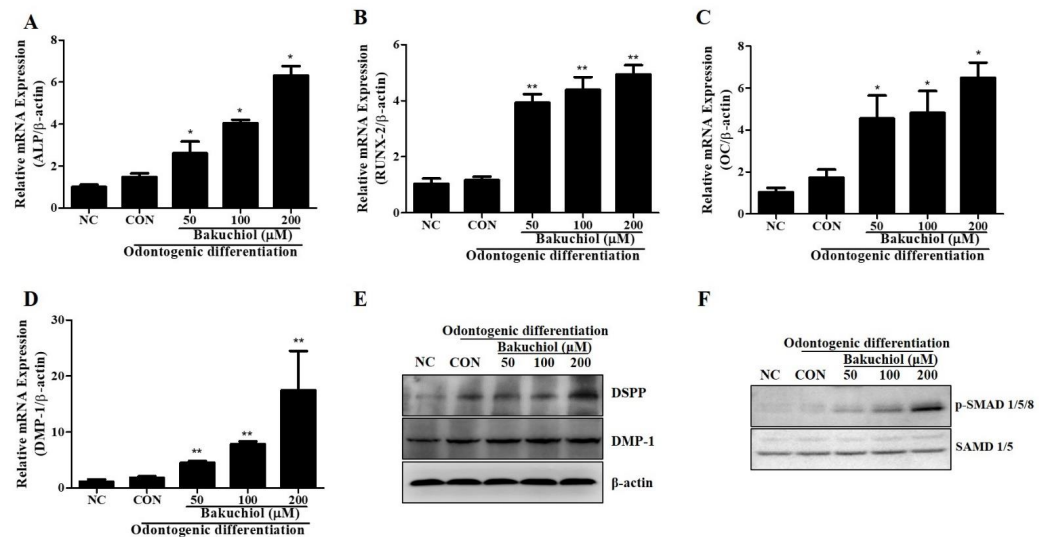 A
Relative mRNA Expression
(ALP/β-actin)
8
6
4
2
0
*
*
*
NC
CON
50
100
200
Bakuchiol (μM)
Odontogenic differentiation
B
Relative mRNA Expression
(RUNX-2/β-actin)
6
4
2
0
**
**
**
NC
CON
50
100
200
Bakuchiol (μM)
Odontogenic differentiation
C
Relative mRNA Expression
(OC/β-actin)
8
6
4
2
0
*
*
*
NC
CON
50
100
200
Bakuchiol (μM)
Odontogenic differentiation
D
Relative mRNA Expression
(DMP-1/β-actin)
30
20
10
0
**
**
**
NC
CON
50
100
200
Bakuchiol (μM)
Odontogenic differentiation
E
Odontogenic differentiation
Bakuchiol (μM)
NC CON 50 100 200
DSPP
DMP-1
β-actin
F
Odontogenic differentiation
Bakuchiol (μM)
NC CON 50 100 200
p-SMAD 1/5/8
SAMD 1/5